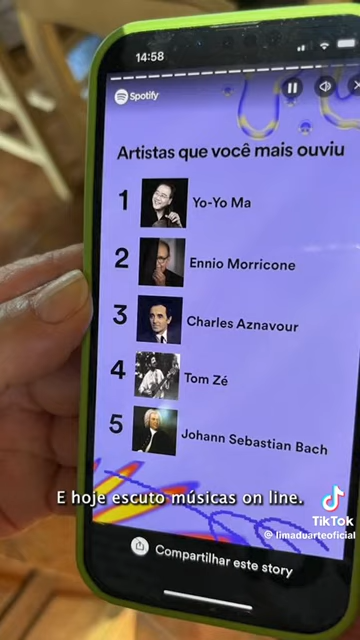 14:58
Spotify
Artistas que você mais ouviu
1 Yo-Yo Ma
2 Ennio Morricone
3 Charles Aznavour
4 Tom Zé
5 Johann Sebastian Bach
E hoje escuto músicas on line.
TikTok
@ limaduarteoficial
Compartilhar este story